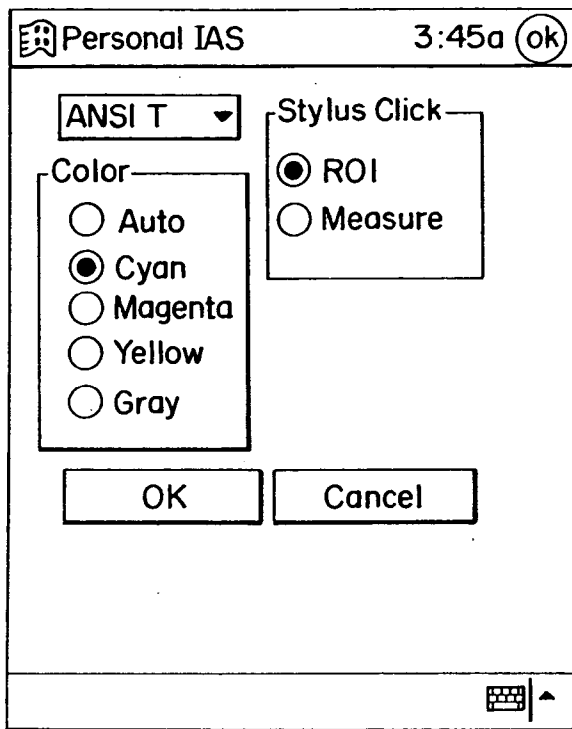 Personal IAS 3:45a ok
ANSI T
Stylus Click
ROI
Measure
Color
Auto
Cyan
Magenta
Yellow
Gray
OK Cancel